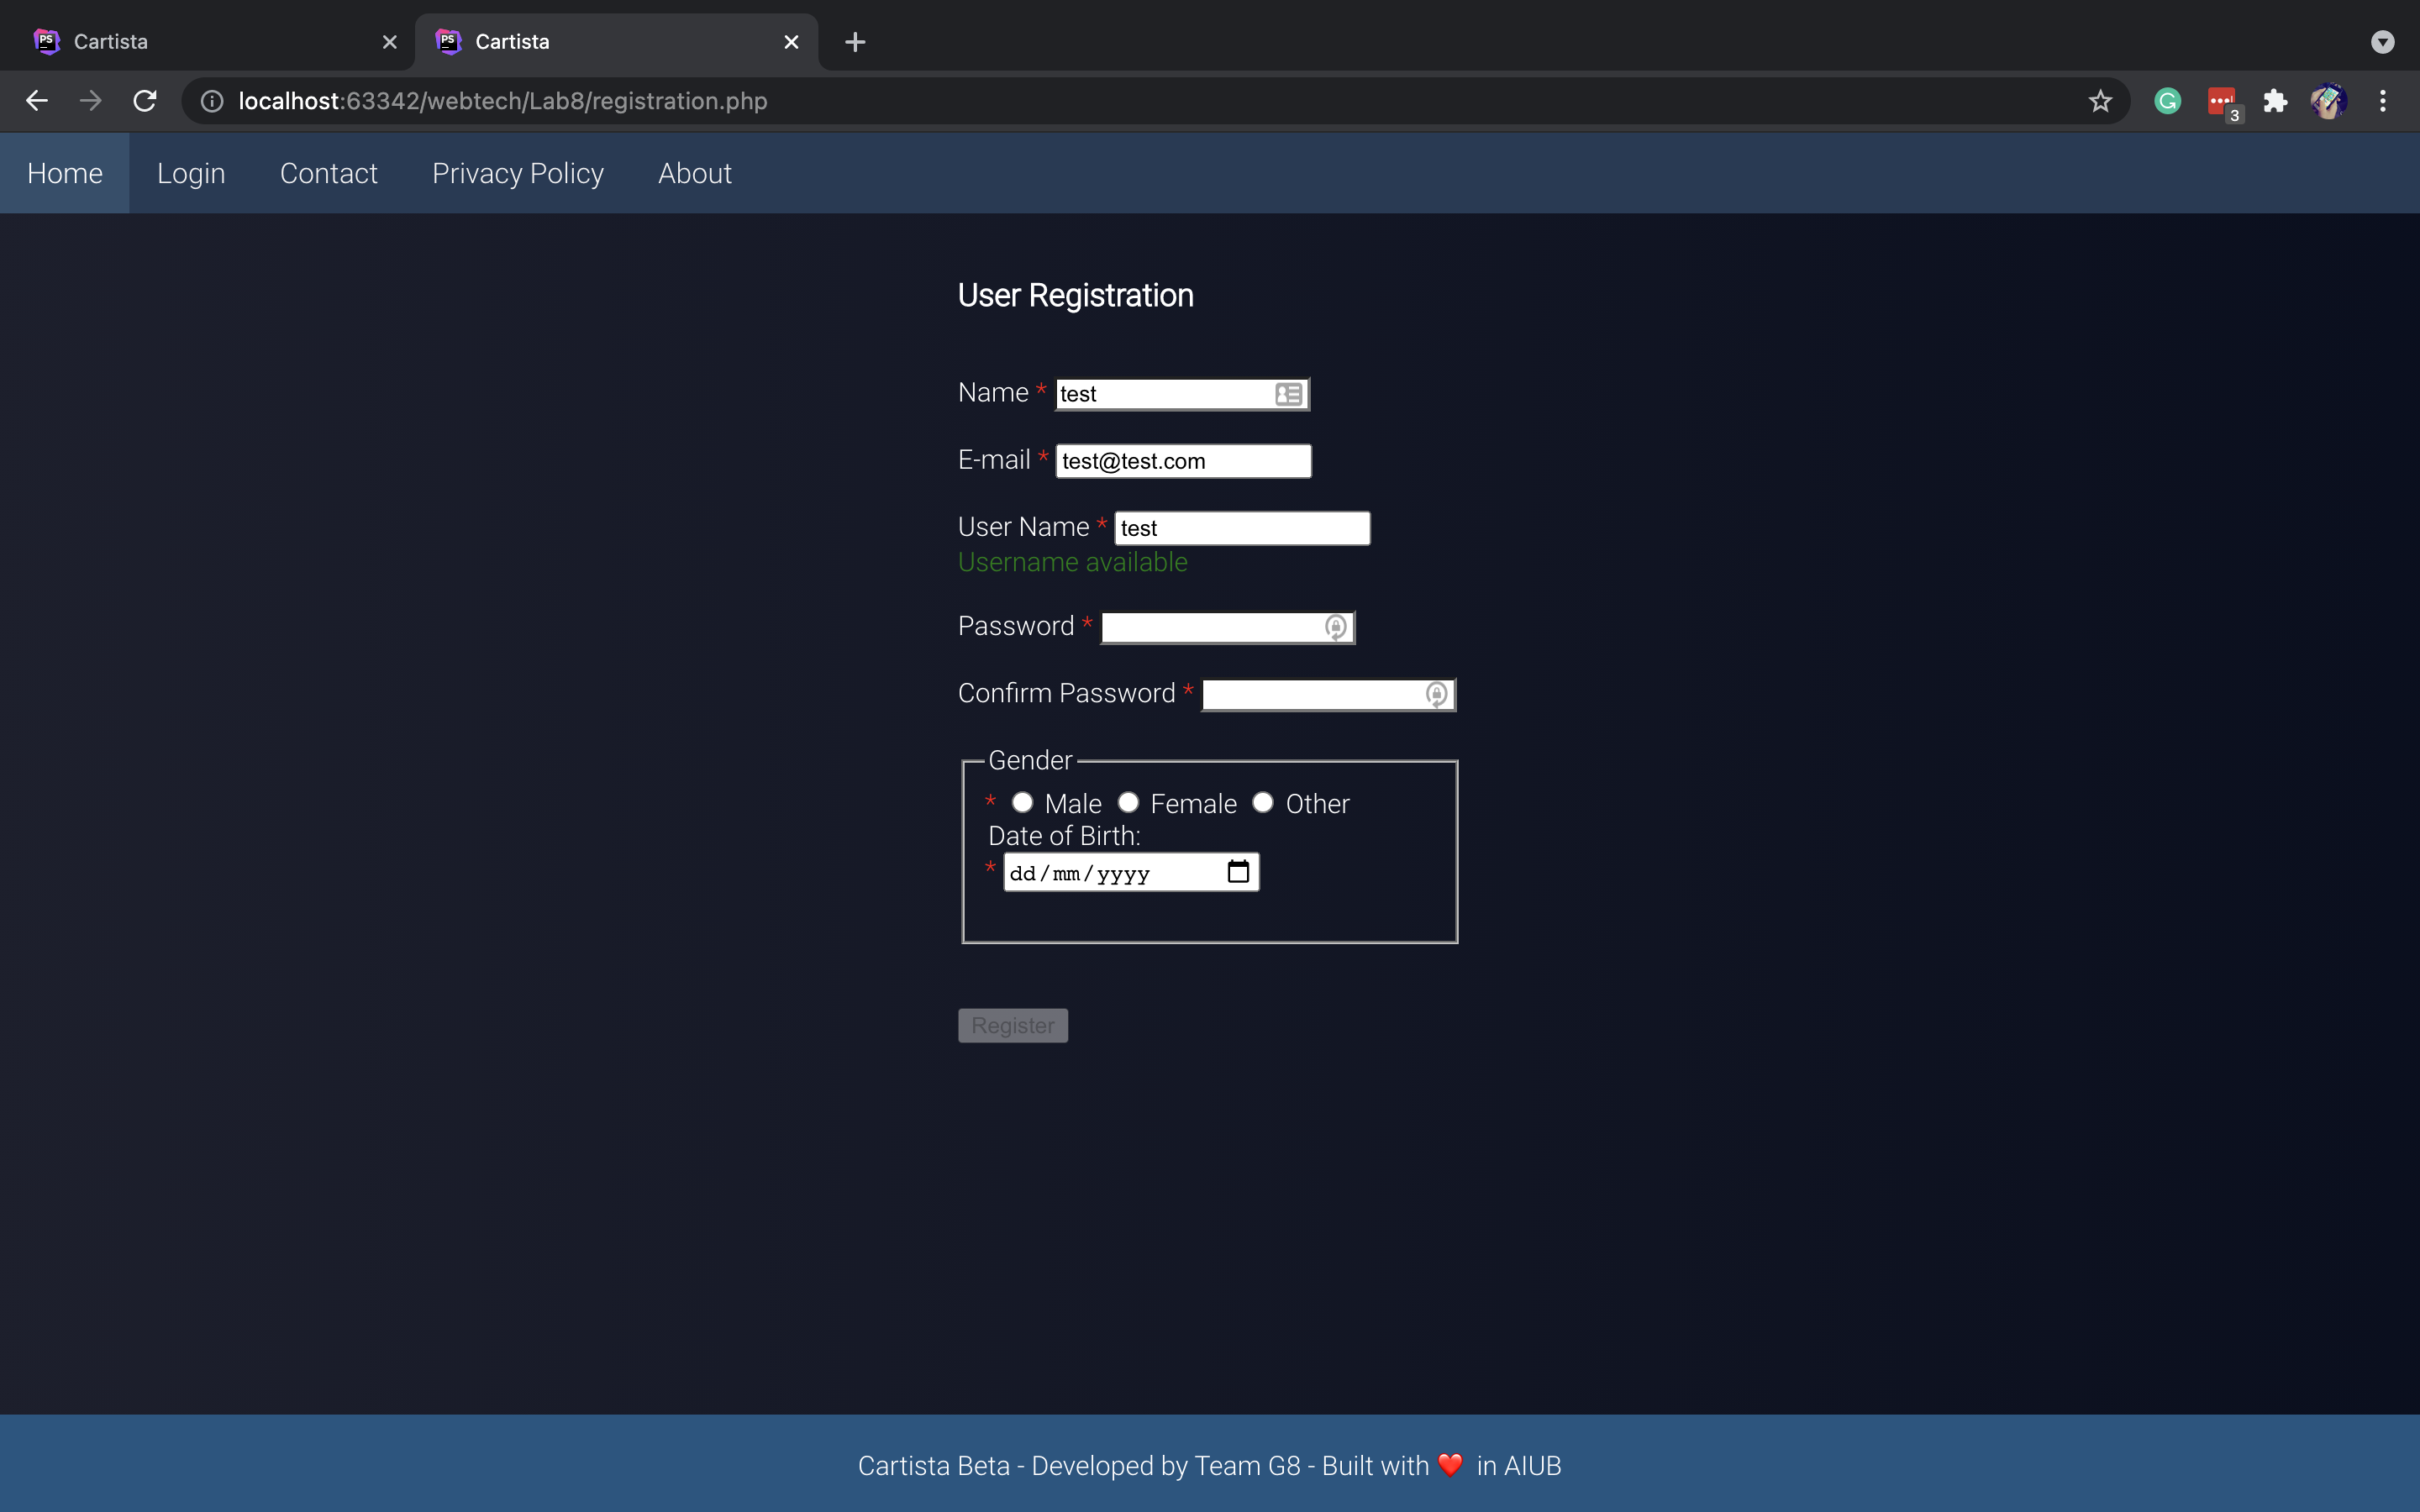 Cartista
Cartista
localhost:63342/webtech/Lab8/registration.php
3
Home Login Contact Privacy Policy About
User Registration
Name * test
E-mail * test@test.com
User Name * test
Username available
Password *
Confirm Password *
Gender
* Male Female Other
Date of Birth:
* dd/mm/yyyy
Register
Cartista Beta - Developed by Team G8 - Built with ❤️ in AIUB